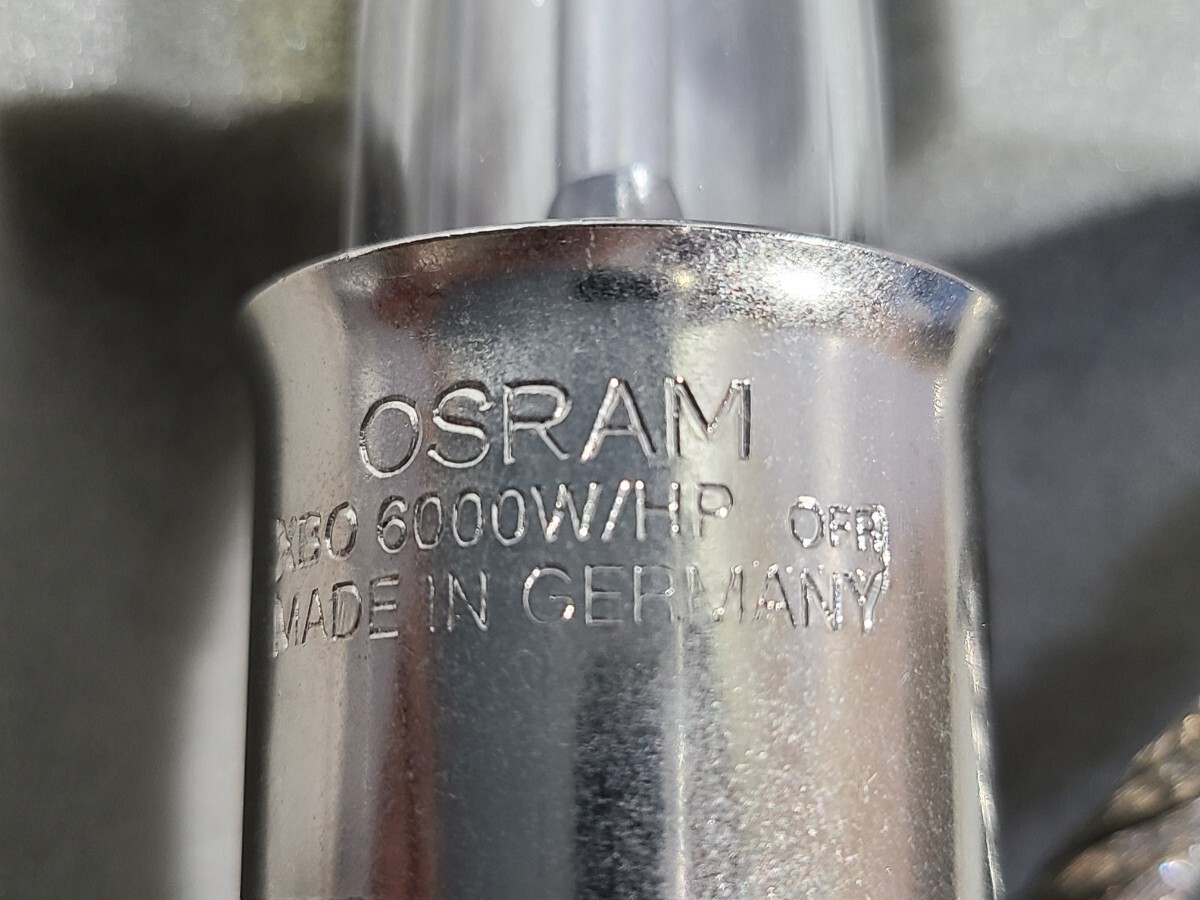 OSRAM
XBO 6000W/HP OFR
MADE IN GERMANY